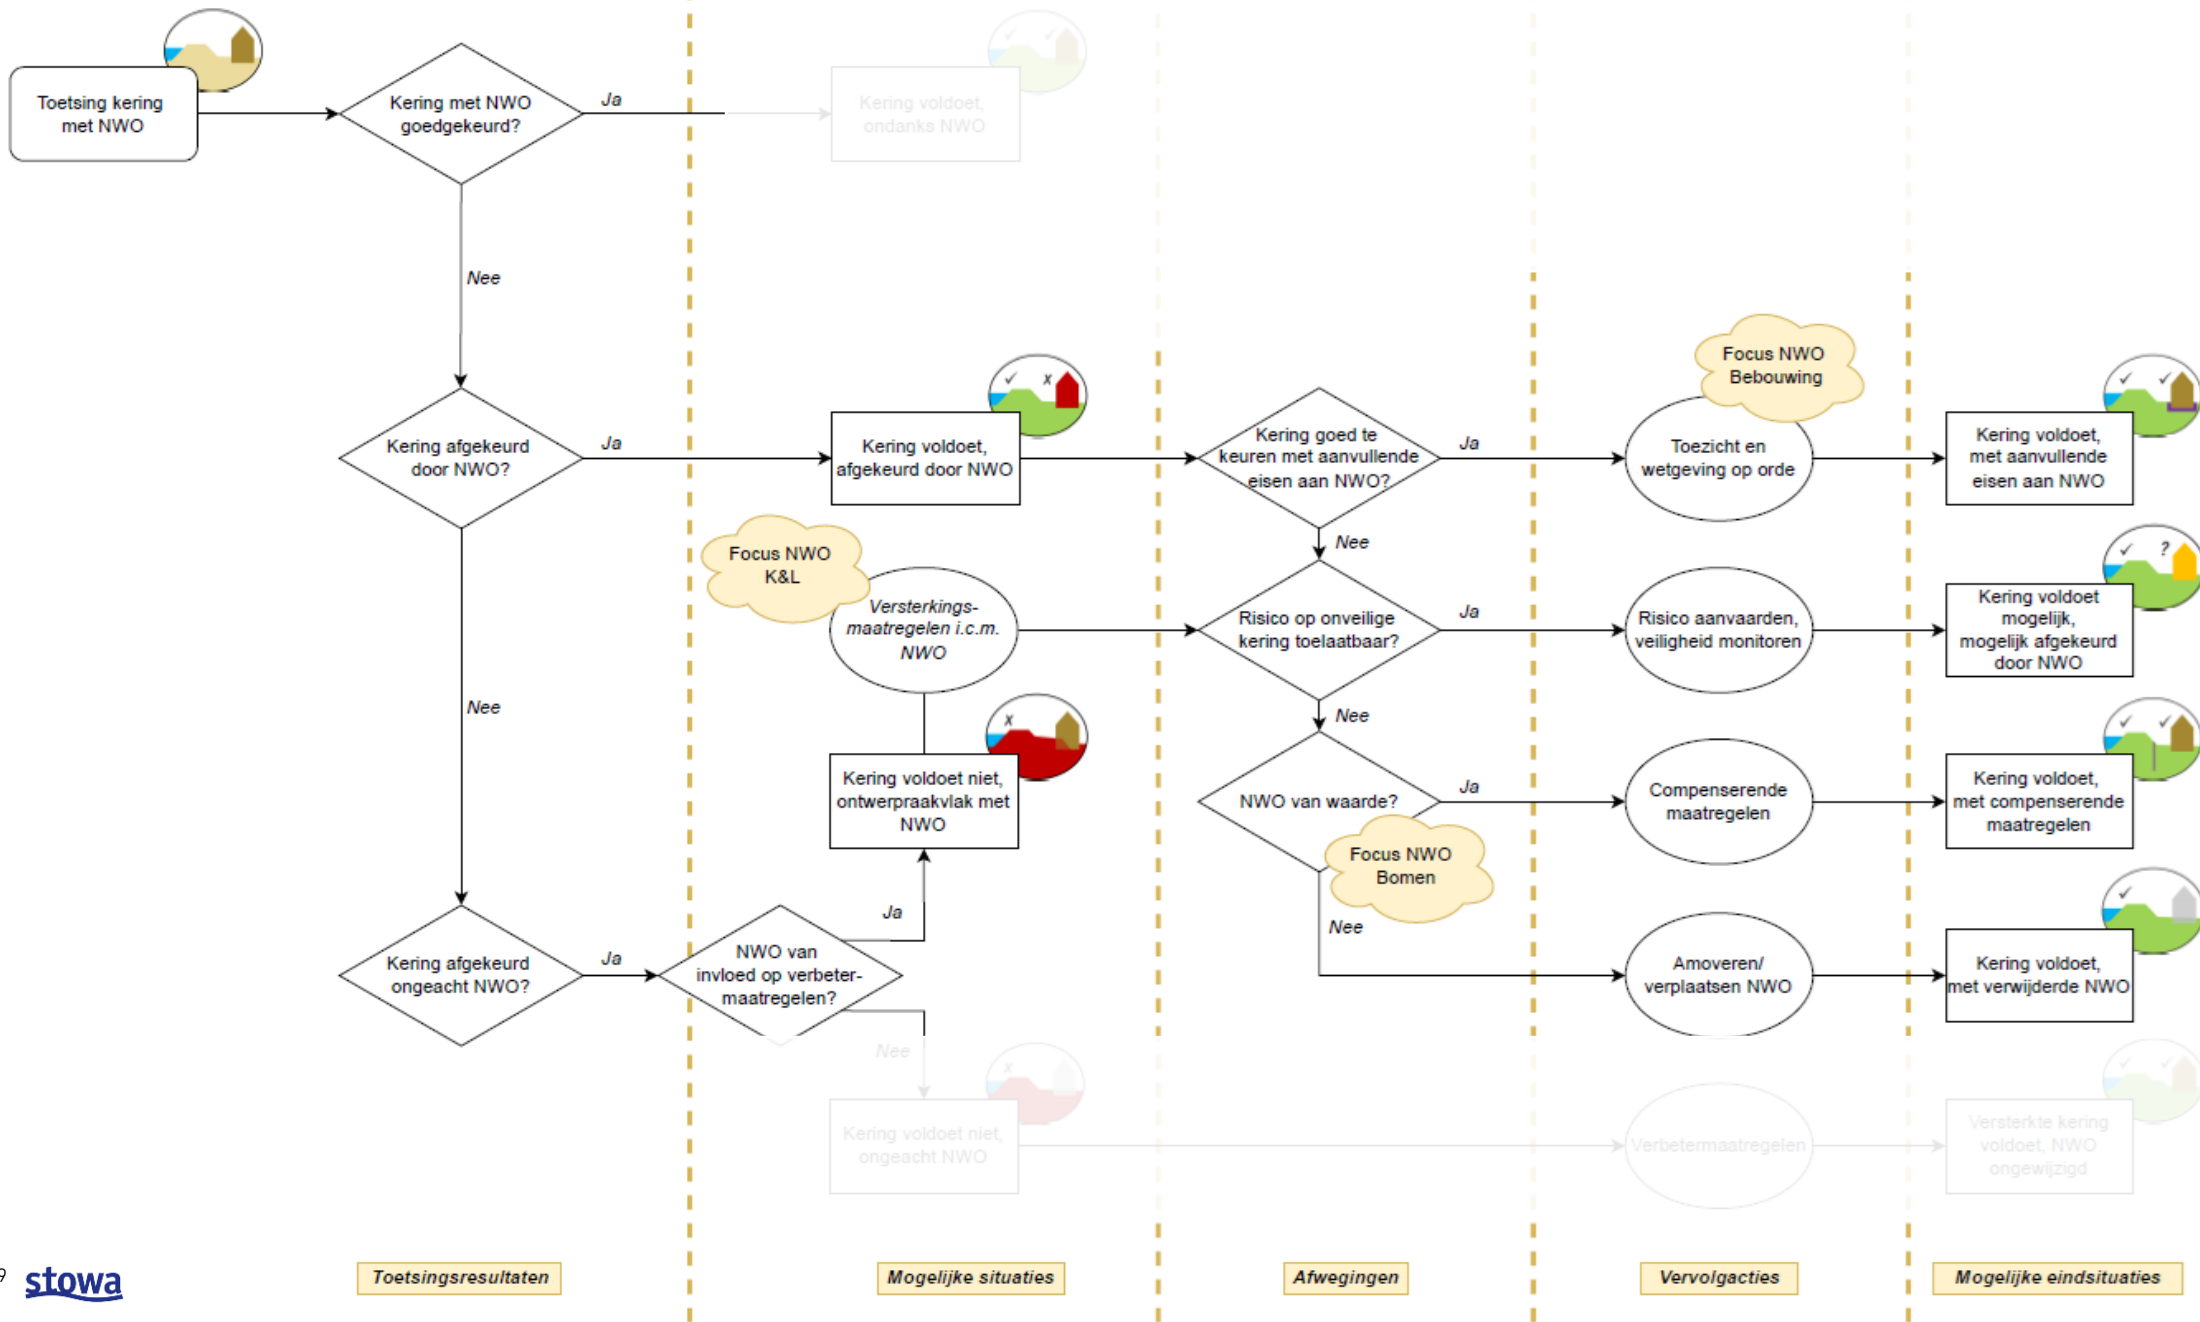 Toetsing kering
met NWO
Kering met NWO
goedgekeurd?
Ja
Kering voldoet,
ondanks NWO
Nee
Kering afgekeurd
door NWO?
Ja
Kering voldoet,
afgekeurd door NWO
Kering goed te
keuren met aanvullende
eisen aan NWO?
Ja
Focus NWO
Bebouwing
Toezicht en
wetgeving op orde
Kering voldoet,
met aanvullende
eisen aan NWO
Nee
Focus NWO
K&L
Versterkings-
maatregelen i.c.m.
NWO
Risico op onveilige
kering toelaatbaar?
Ja
Risico aanvaarden,
veiligheid monitoren
Kering voldoet
mogelijk,
mogelijk afgekeurd
door NWO
Nee
Nee
Kering voldoet niet,
ontwerpraakvlak met
NWO
NWO van waarde?
Ja
Focus NWO
Bomen
Compenserende
maatregelen
Kering voldoet,
met compenserende
maatregelen
Nee
Kering afgekeurd
ongeacht NWO?
Ja
NWO van
invloed op verbeter-
maatregelen?
Ja
Amoveren/
verplaatsen NWO
Kering voldoet,
met verwijderde NWO
Nee
Kering voldoet niet,
ongeacht NWO
Verbetermaatregelen
Versterkte kering
voldoet, NWO
ongewijzigd
9
stowa
Toetsingsresultaten
Mogelijke situaties
Afwegingen
Vervolgacties
Mogelijke eindsituaties